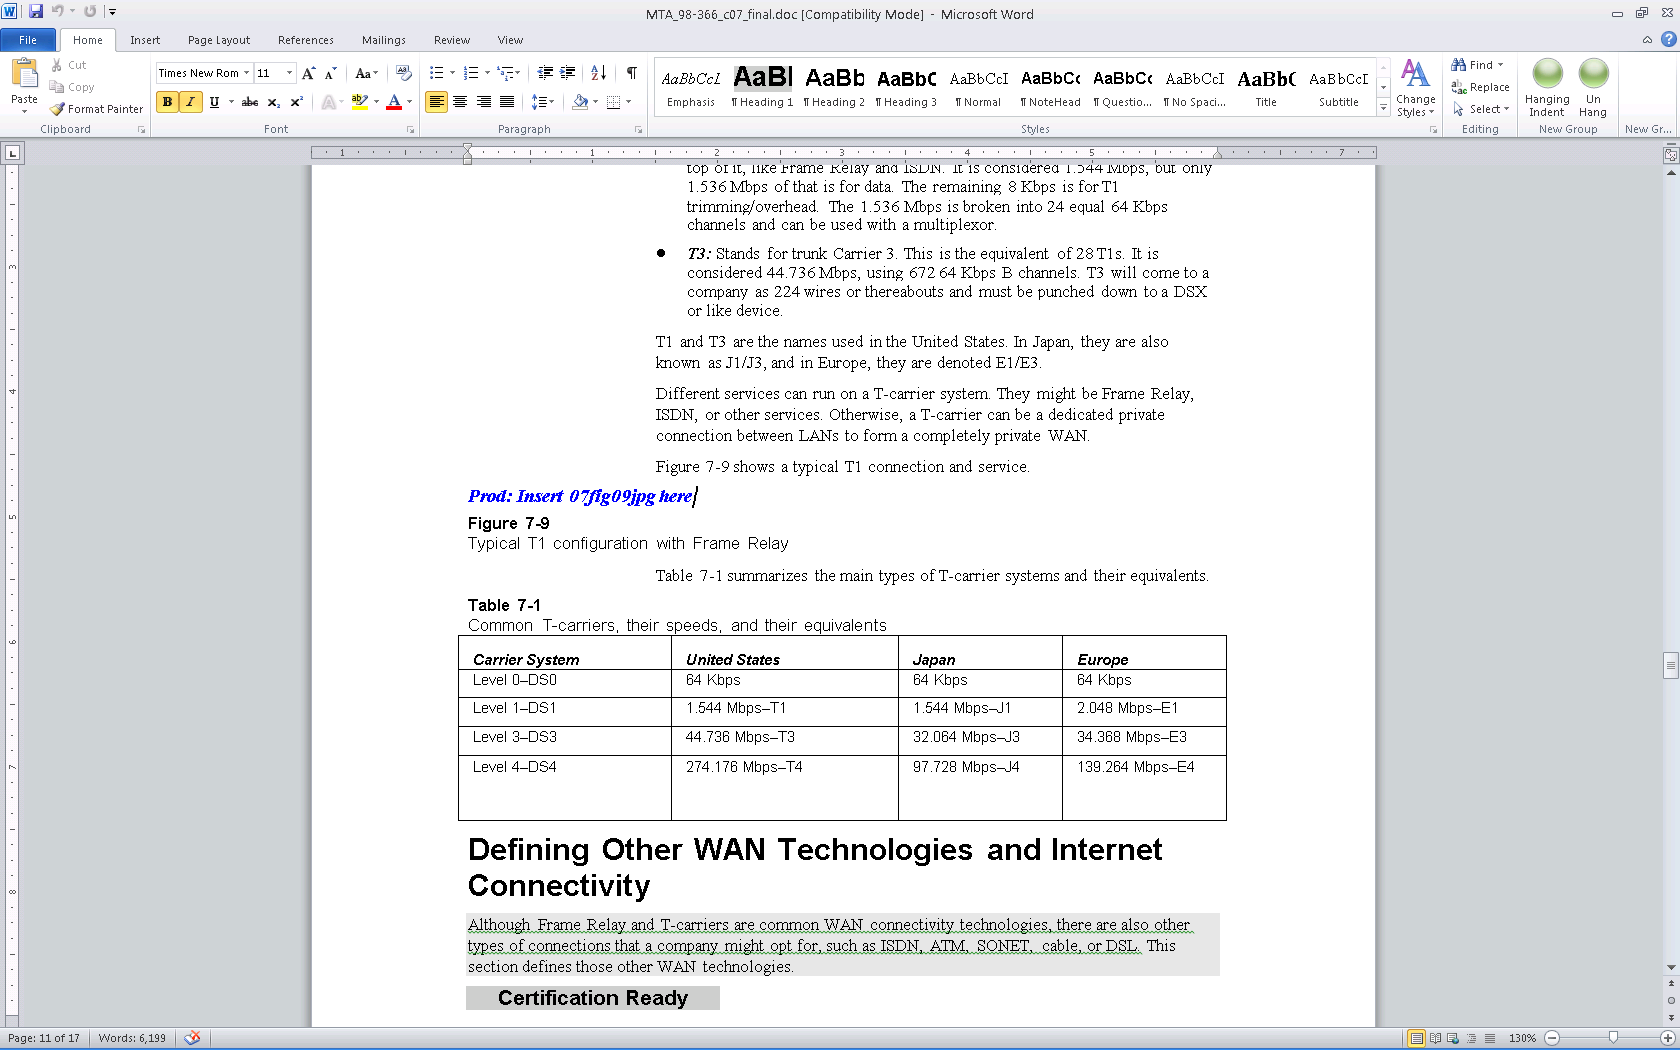 MTA_98-366_c07_final.doc [Compatibility Mode] - Microsoft Word
File Home Insert Page Layout References Mailings Review View
Paste
Cut
Copy
Format Painter
Clipboard
Times New Rom 11
Font
Paragraph
AaBbCcI AaBl AaBb AaBbC AaBbCcI AaBbCc AaBbCc AaBbCcI AaBb( AaBbCcI
Emphasis ¶ Heading 1 ¶ Heading 2 ¶ Heading 3 ¶ Normal ¶ NoteHead ¶ Questio... ¶ No Spaci... Title Subtitle
Styles
Change Styles
Find
Replace
Select
Editing
Hanging Indent
Un Hang
New Group
New Gr...
top of it, like Frame Relay and ISDN. It is considered 1.544 Mbps, but only
1.536 Mbps of that is for data. The remaining 8 Kbps is for T1
trimming/overhead. The 1.536 Mbps is broken into 24 equal 64 Kbps
channels and can be used with a multiplexor.
● T3: Stands for trunk Carrier 3. This is the equivalent of 28 T1s. It is
considered 44.736 Mbps, using 672 64 Kbps B channels. T3 will come to a
company as 224 wires or thereabouts and must be punched down to a DSX
or like device.
T1 and T3 are the names used in the United States. In Japan, they are also
known as J1/J3, and in Europe, they are denoted E1/E3.
Different services can run on a T-carrier system. They might be Frame Relay,
ISDN, or other services. Otherwise, a T-carrier can be a dedicated private
connection between LANs to form a completely private WAN.
Figure 7-9 shows a typical T1 connection and service.
Prod: Insert 07fig09jpg here
Figure 7-9
Typical T1 configuration with Frame Relay
Table 7-1 summarizes the main types of T-carrier systems and their equivalents.
Table 7-1
Common T-carriers, their speeds, and their equivalents
Carrier System United States Japan Europe
Level 0–DS0 64 Kbps 64 Kbps 64 Kbps
Level 1–DS1 1.544 Mbps–T1 1.544 Mbps–J1 2.048 Mbps–E1
Level 3–DS3 44.736 Mbps–T3 32.064 Mbps–J3 34.368 Mbps–E3
Level 4–DS4 274.176 Mbps–T4 97.728 Mbps–J4 139.264 Mbps–E4
Defining Other WAN Technologies and Internet
Connectivity
Although Frame Relay and T-carriers are common WAN connectivity technologies, there are also other
types of connections that a company might opt for, such as ISDN, ATM, SONET, cable, or DSL. This
section defines those other WAN technologies.
Certification Ready
Page: 11 of 17 Words: 6,199 130%